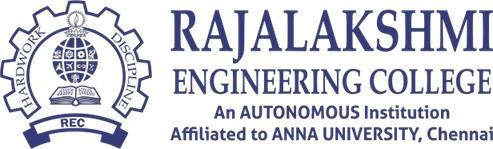 HARDWORK DISCIPLINE
REC
RAJALAKSHMI
ENGINEERING COLLEGE
An AUTONOMOUS Institution
Affiliated to ANNA UNIVERSITY, Chennai